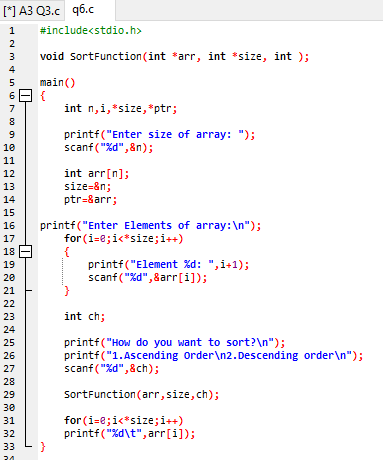 [*] A3 Q3.c q6.c
1 #include<stdio.h>
2
3 void SortFunction(int *arr, int *size, int );
4
5 main()
6 {
7 int n,i,*size,*ptr;
8
9 printf("Enter size of array: ");
10 scanf("%d",&n);
11
12 int arr[n];
13 size=&n;
14 ptr=&arr;
15
16 printf("Enter Elements of array:\n");
17 for(i=0;i<*size;i++)
18 {
19 printf("Element %d: ",i+1);
20 scanf("%d",&arr[i]);
21 }
22
23 int ch;
24
25 printf("How do you want to sort?\n");
26 printf("1.Ascending Order\n2.Descending order\n");
27 scanf("%d",&ch);
28
29 SortFunction(arr,size,ch);
30
31 for(i=0;i<*size;i++)
32 printf("%d\t",arr[i]);
33 }
34